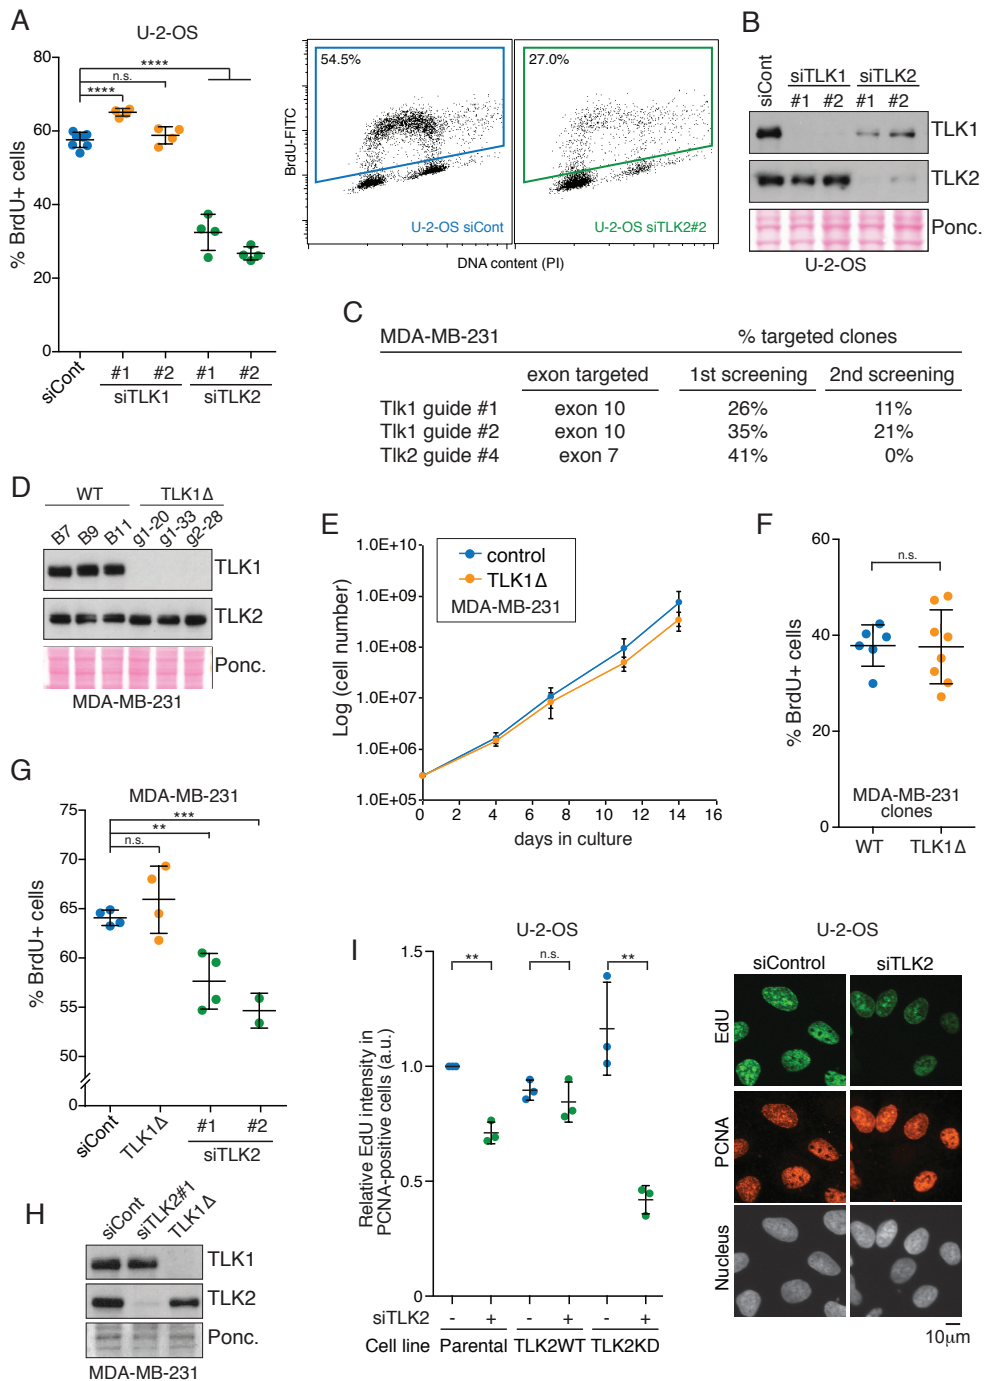 A
U-2-OS
% BrdU+ cells
80
60
40
20
0
****
n.s.
****
siCont
#1 #2 #1 #2
siTLK1 siTLK2
BrdU-FITC
54.5%
U-2-OS siCont
27.0%
U-2-OS siTLK2#2
DNA content (PI)
B
siCont
siTLK1 siTLK2
#1 #2 #1 #2
TLK1
TLK2
Ponc.
U-2-OS
C
MDA-MB-231 % targeted clones
exon targeted 1st screening 2nd screening
Tlk1 guide #1 exon 10 26% 11%
Tlk1 guide #2 exon 10 35% 21%
Tlk2 guide #4 exon 7 41% 0%
D
WT TLK1Δ
B7 B9 B11 g1-20 g1-33 g2-28
TLK1
TLK2
Ponc.
MDA-MB-231
E
Log (cell number)
1.0E+10
1.0E+09
1.0E+08
1.0E+07
1.0E+06
1.0E+05
control
TLK1Δ
MDA-MB-231
0 2 4 6 8 10 12 14 16
days in culture
F
% BrdU+ cells
60
40
20
0
n.s.
MDA-MB-231
clones
WT TLK1Δ
G
MDA-MB-231
% BrdU+ cells
75
70
65
60
55
50
0
***
**
n.s.
siCont TLK1Δ #1 #2
siTLK2
H
siCont siTLK2#1 TLK1Δ
TLK1
TLK2
Ponc.
MDA-MB-231
I
U-2-OS
Relative EdU intensity in
PCNA-positive cells (a.u.)
1.5
1.0
0.5
0
** n.s. **
siTLK2 - + - + - +
Cell line Parental TLK2WT TLK2KD
U-2-OS
siControl siTLK2
EdU
PCNA
Nucleus
10μm